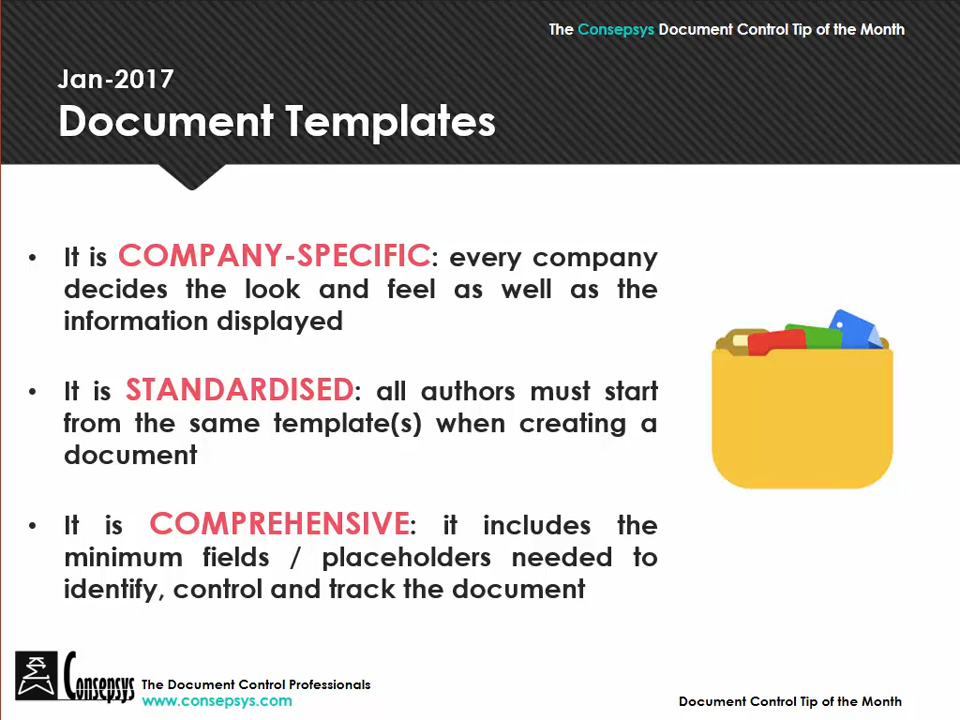 The Consepsys Document Control Tip of the Month
Jan-2017
Document Templates
• It is COMPANY-SPECIFIC: every company
decides the look and feel as well as the
information displayed
• It is STANDARDISED: all authors must start
from the same template(s) when creating a
document
• It is COMPREHENSIVE: it includes the
minimum fields / placeholders needed to
identify, control and track the document
Consepsys
The Document Control Professionals
www.consepsys.com
Document Control Tip of the Month